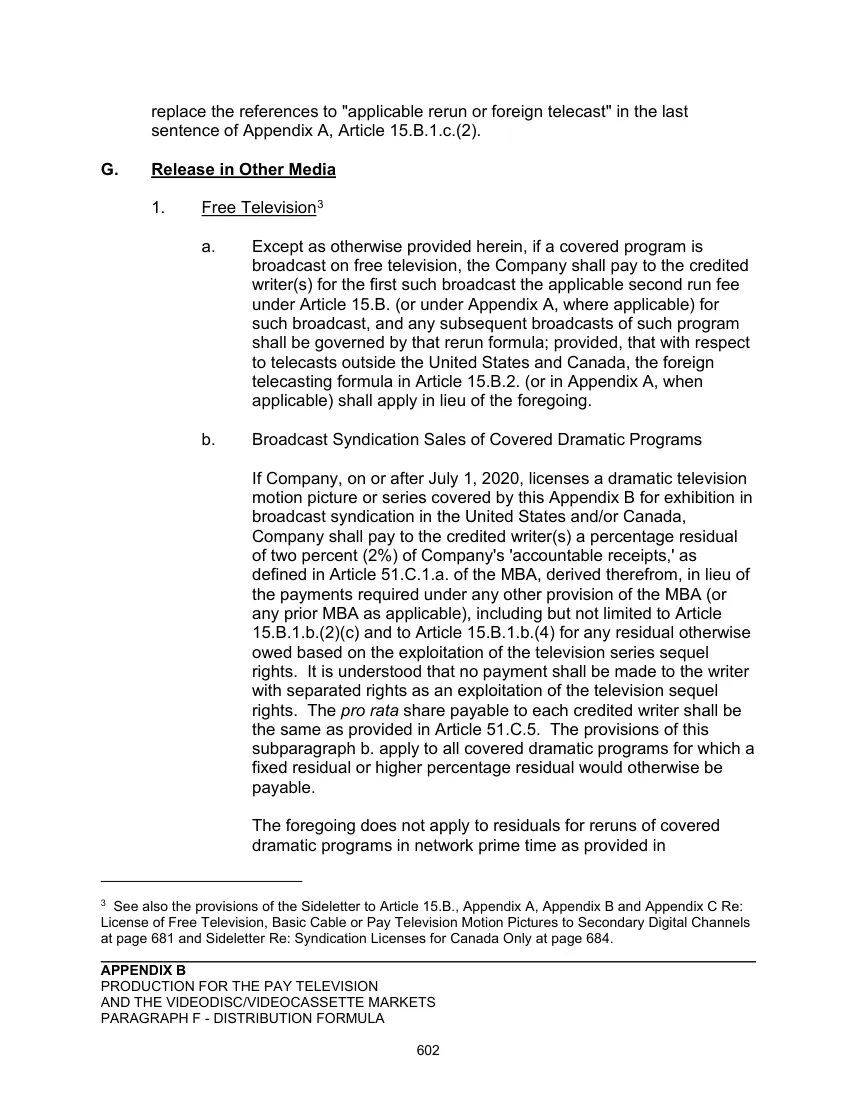 replace the references to "applicable rerun or foreign telecast" in the last
sentence of Appendix A, Article 15.B.1.c.(2).
G. Release in Other Media
1. Free Television3
a. Except as otherwise provided herein, if a covered program is
broadcast on free television, the Company shall pay to the credited
writer(s) for the first such broadcast the applicable second run fee
under Article 15.B. (or under Appendix A, where applicable) for
such broadcast, and any subsequent broadcasts of such program
shall be governed by that rerun formula; provided, that with respect
to telecasts outside the United States and Canada, the foreign
telecasting formula in Article 15.B.2. (or in Appendix A, when
applicable) shall apply in lieu of the foregoing.
b. Broadcast Syndication Sales of Covered Dramatic Programs
If Company, on or after July 1, 2020, licenses a dramatic television
motion picture or series covered by this Appendix B for exhibition in
broadcast syndication in the United States and/or Canada,
Company shall pay to the credited writer(s) a percentage residual
of two percent (2%) of Company's 'accountable receipts,' as
defined in Article 51.C.1.a. of the MBA, derived therefrom, in lieu of
the payments required under any other provision of the MBA (or
any prior MBA as applicable), including but not limited to Article
15.B.1.b.(2)(c) and to Article 15.B.1.b.(4) for any residual otherwise
owed based on the exploitation of the television series sequel
rights. It is understood that no payment shall be made to the writer
with separated rights as an exploitation of the television sequel
rights. The pro rata share payable to each credited writer shall be
the same as provided in Article 51.C.5. The provisions of this
subparagraph b. apply to all covered dramatic programs for which a
fixed residual or higher percentage residual would otherwise be
payable.
The foregoing does not apply to residuals for reruns of covered
dramatic programs in network prime time as provided in
3 See also the provisions of the Sideletter to Article 15.B., Appendix A, Appendix B and Appendix C Re:
License of Free Television, Basic Cable or Pay Television Motion Pictures to Secondary Digital Channels
at page 681 and Sideletter Re: Syndication Licenses for Canada Only at page 684.
APPENDIX B
PRODUCTION FOR THE PAY TELEVISION
AND THE VIDEODISC/VIDEOCASSETTE MARKETS
PARAGRAPH F - DISTRIBUTION FORMULA
602